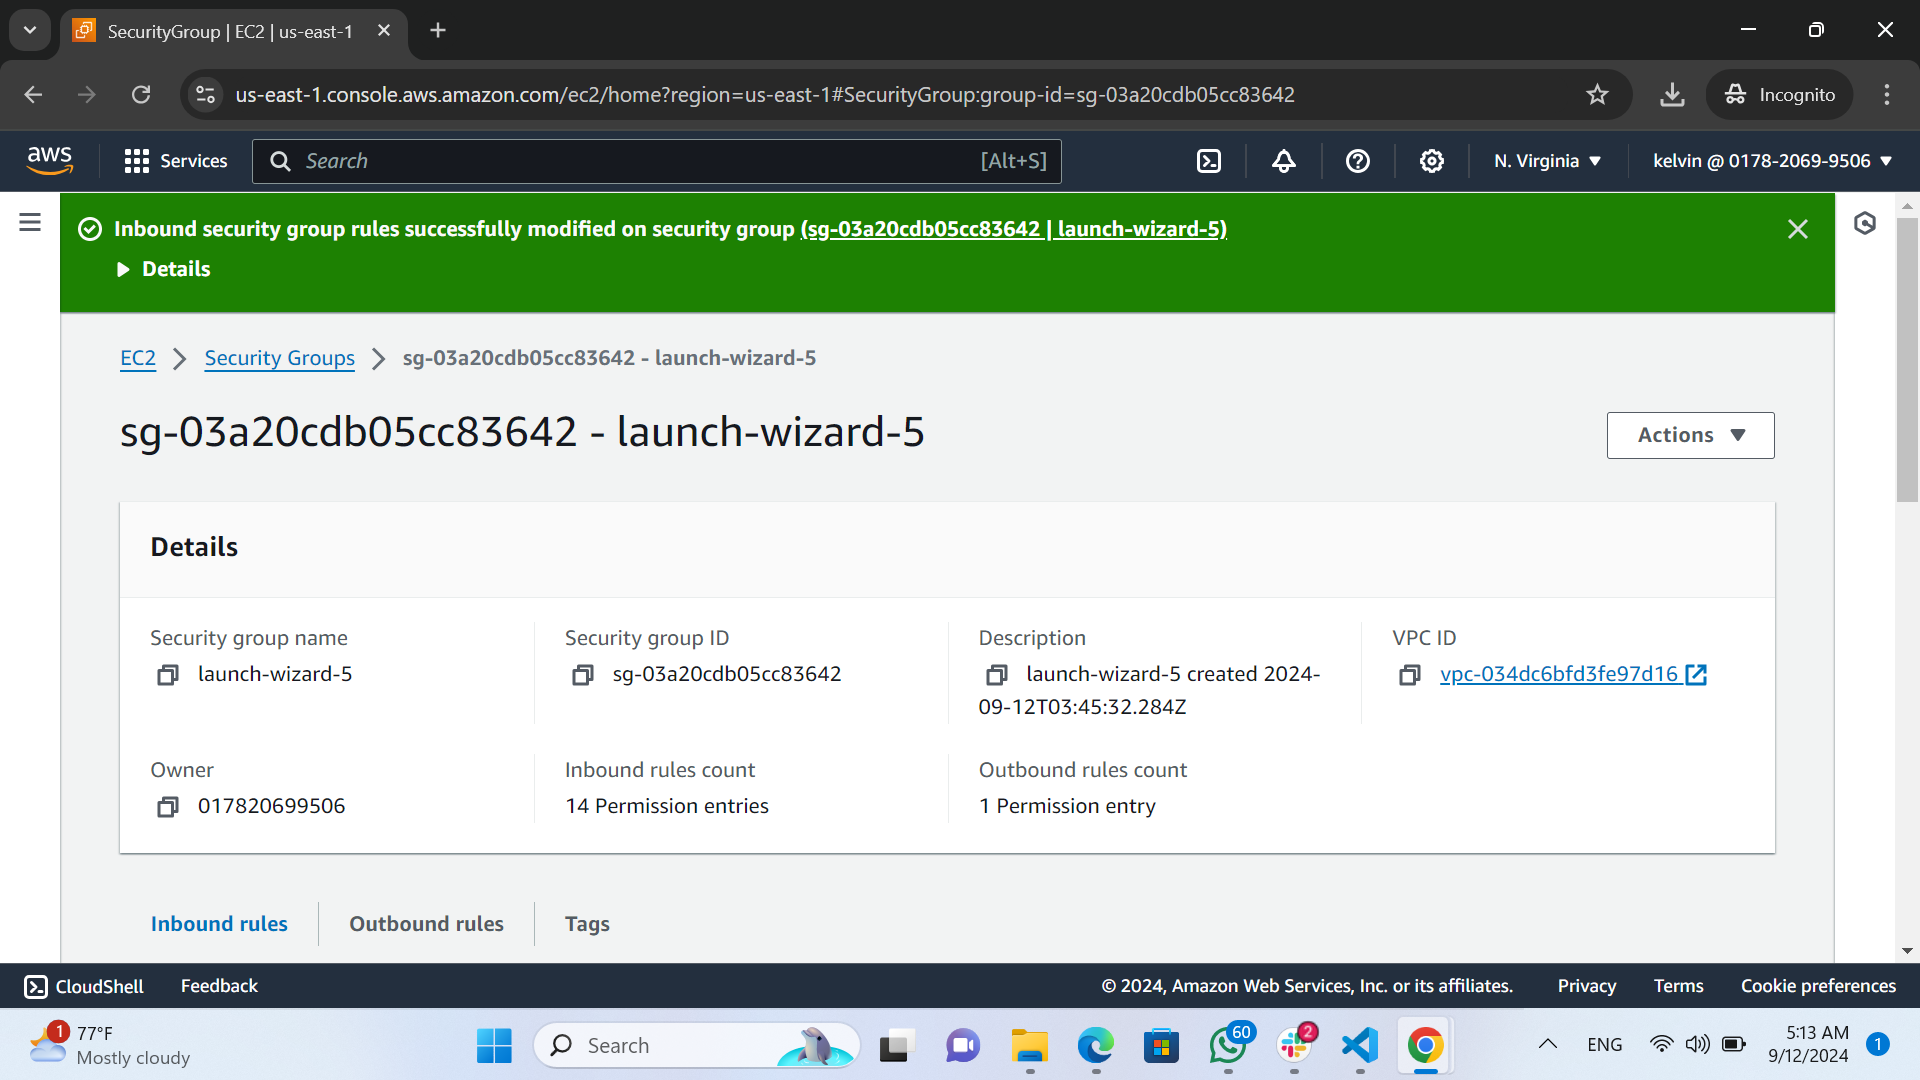 SecurityGroup | EC2 | us-east-1
us-east-1.console.aws.amazon.com/ec2/home?region=us-east-1#SecurityGroup:group-id=sg-03a20cdb05cc83642
Incognito
aws
Services
Search
[Alt+S]
N. Virginia
kelvin @ 0178-2069-9506
Inbound security group rules successfully modified on security group (sg-03a20cdb05cc83642 | launch-wizard-5)
Details
EC2
Security Groups
sg-03a20cdb05cc83642 - launch-wizard-5
sg-03a20cdb05cc83642 - launch-wizard-5
Actions
Details
Security group name
launch-wizard-5
Security group ID
sg-03a20cdb05cc83642
Description
launch-wizard-5 created 2024-
09-12T03:45:32.284Z
VPC ID
vpc-034dc6bfd3fe97d16
Owner
017820699506
Inbound rules count
14 Permission entries
Outbound rules count
1 Permission entry
Inbound rules
Outbound rules
Tags
CloudShell
Feedback
© 2024, Amazon Web Services, Inc. or its affiliates.
Privacy
Terms
Cookie preferences
1
77°F
Mostly cloudy
Search
60
2
ENG
5:13 AM
9/12/2024
1